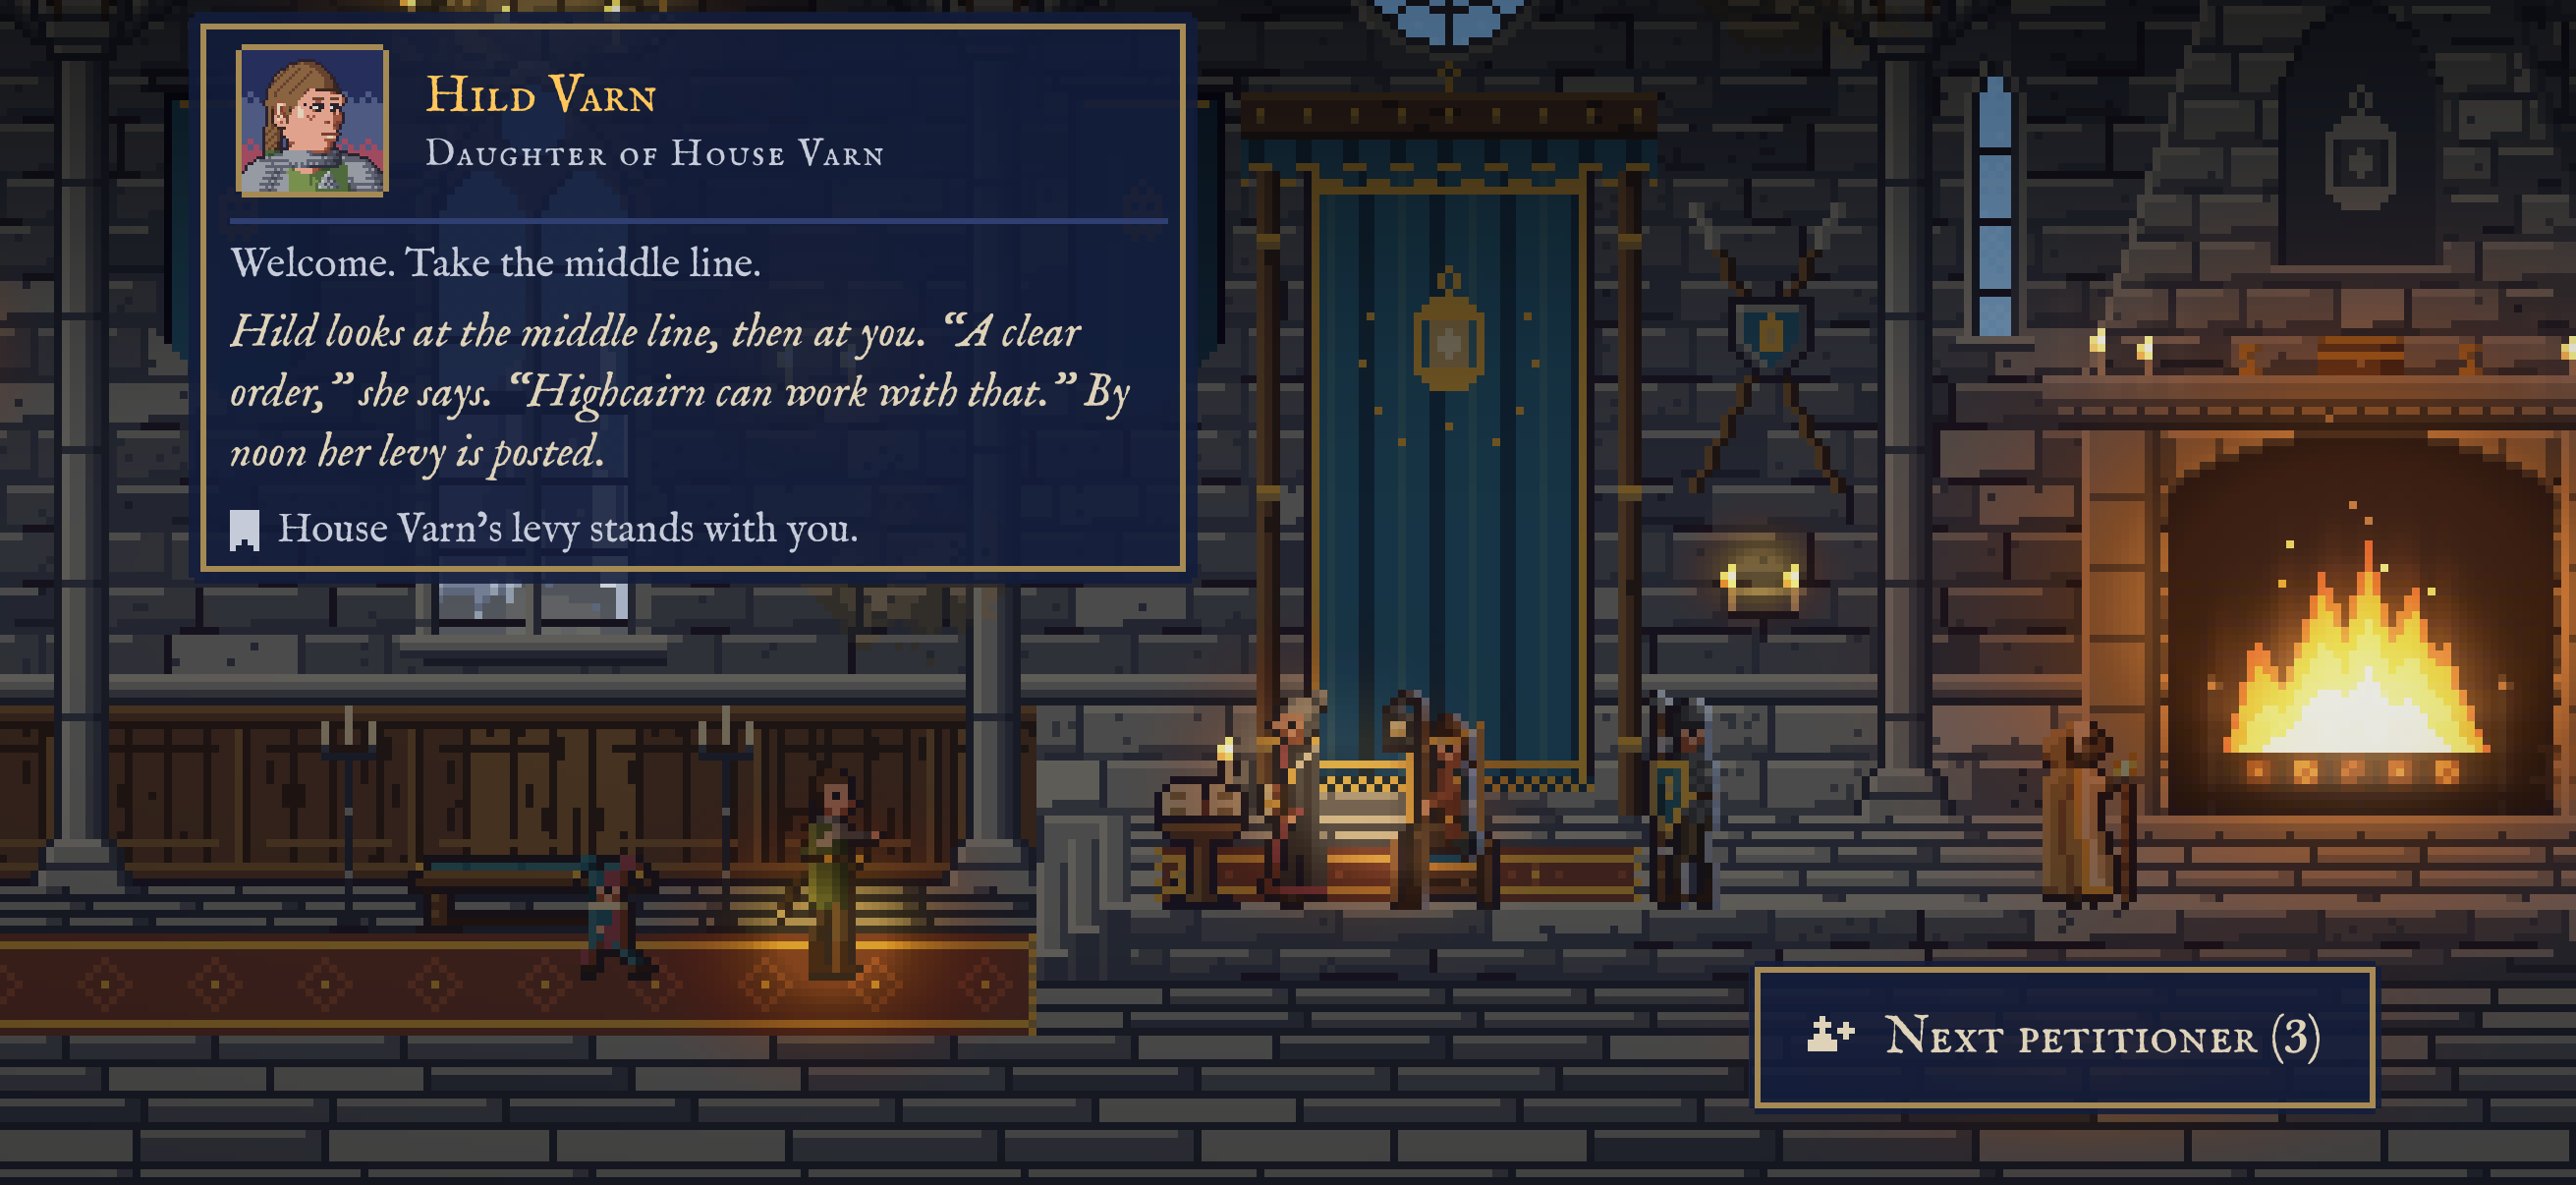 Hild Varn
Daughter of House Varn
Welcome. Take the middle line.
Hild looks at the middle line, then at you. “A clear
order,” she says. “Highcairn can work with that.” By
noon her levy is posted.
House Varn’s levy stands with you.
Next petitioner (3)